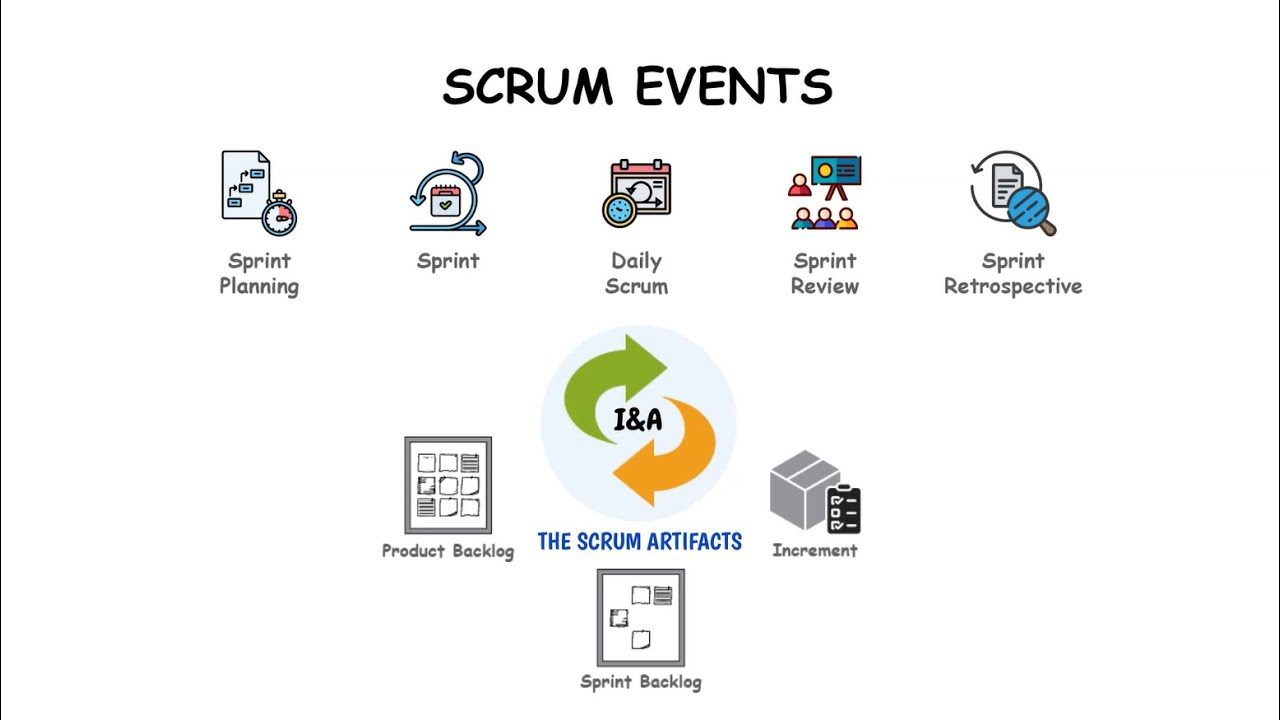 SCRUM EVENTS
Sprint
Planning
Sprint
Daily
Scrum
Sprint
Review
Sprint
Retrospective
I&A
Product Backlog
THE SCRUM ARTIFACTS
Increment
Sprint Backlog